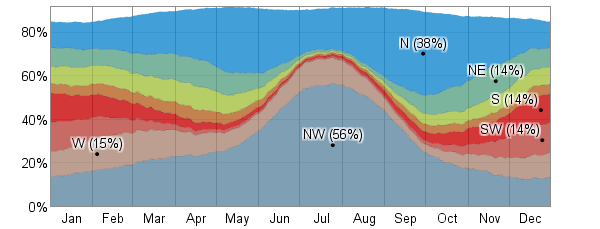 80%
N (38%)
NE (14%)
60%
S (14%)
40%
SW (14%)
NW (56%)
W (15%)
20%
0%
Jan Feb Mar Apr May Jun Jul Aug Sep Oct Nov Dec